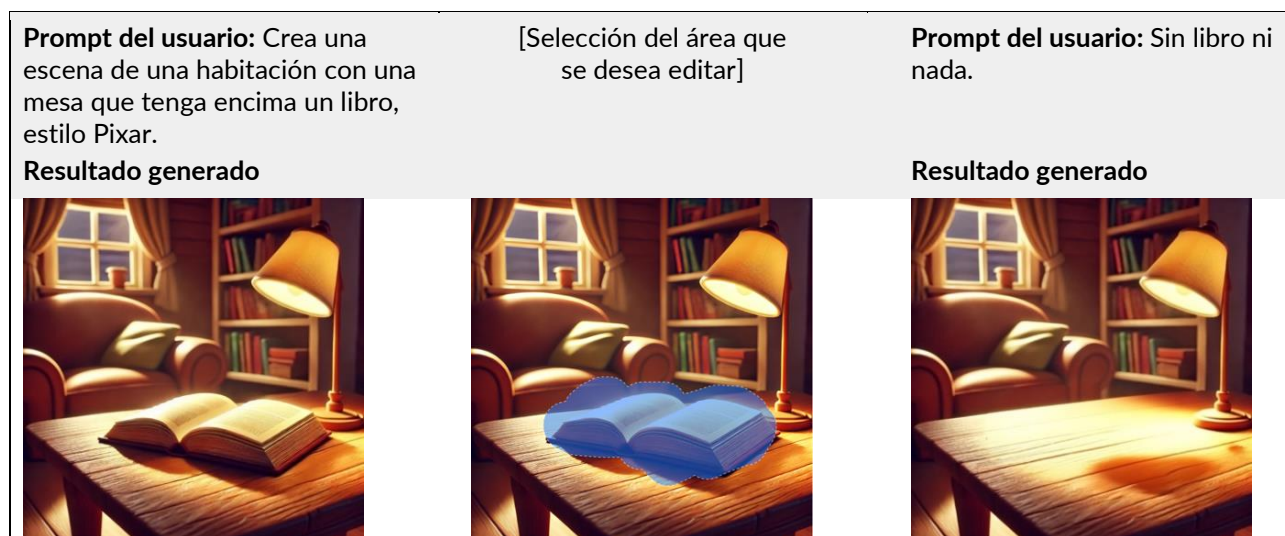 Prompt del usuario: Crea una
escena de una habitación con una
mesa que tenga encima un libro,
estilo Pixar.
Resultado generado
[Selección del área que
se desea editar]
Prompt del usuario: Sin libro ni
nada.
Resultado generado